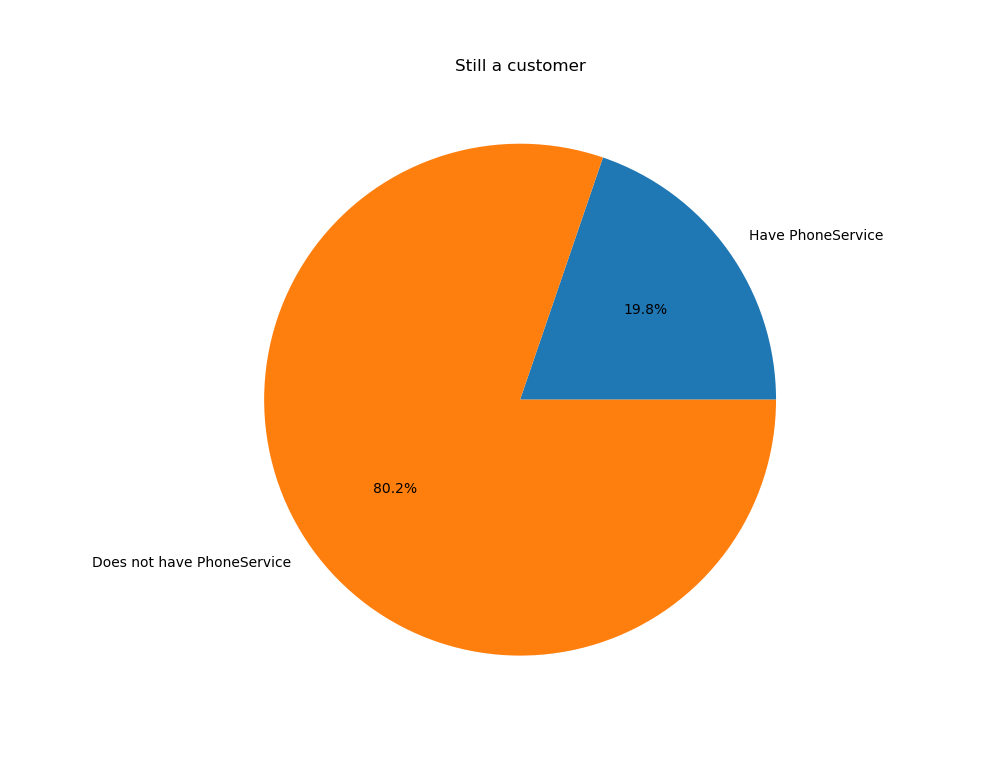 Still a customer
Have PhoneService
19.8%
80.2%
Does not have PhoneService